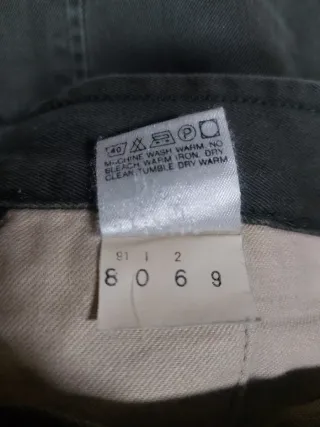 40 P
MACHINE WASH WARM. NO
BLEACH. WARM IRON. DRY
CLEAN. TUMBLE DRY WARM
91 1 2
8 0 6 9